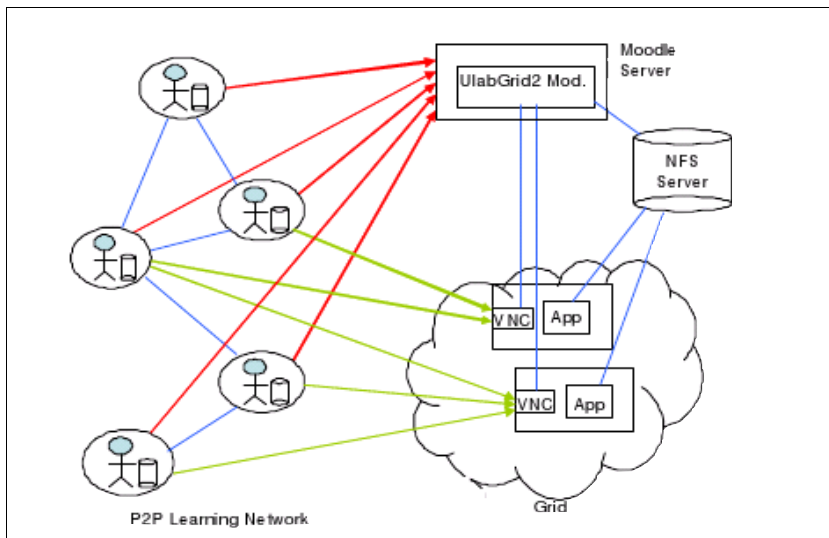 Moodle
Server
UlabGrid2 Mod.
NFS
Server
VNC
App
VNC
App
Grid
P2P Learning Network